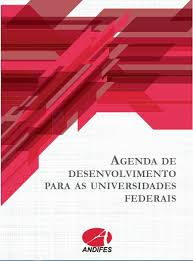 AGENDA DE
DESENVOLVIMENTO
PARA AS UNIVERSIDADES
FEDERAIS
ANDIFES